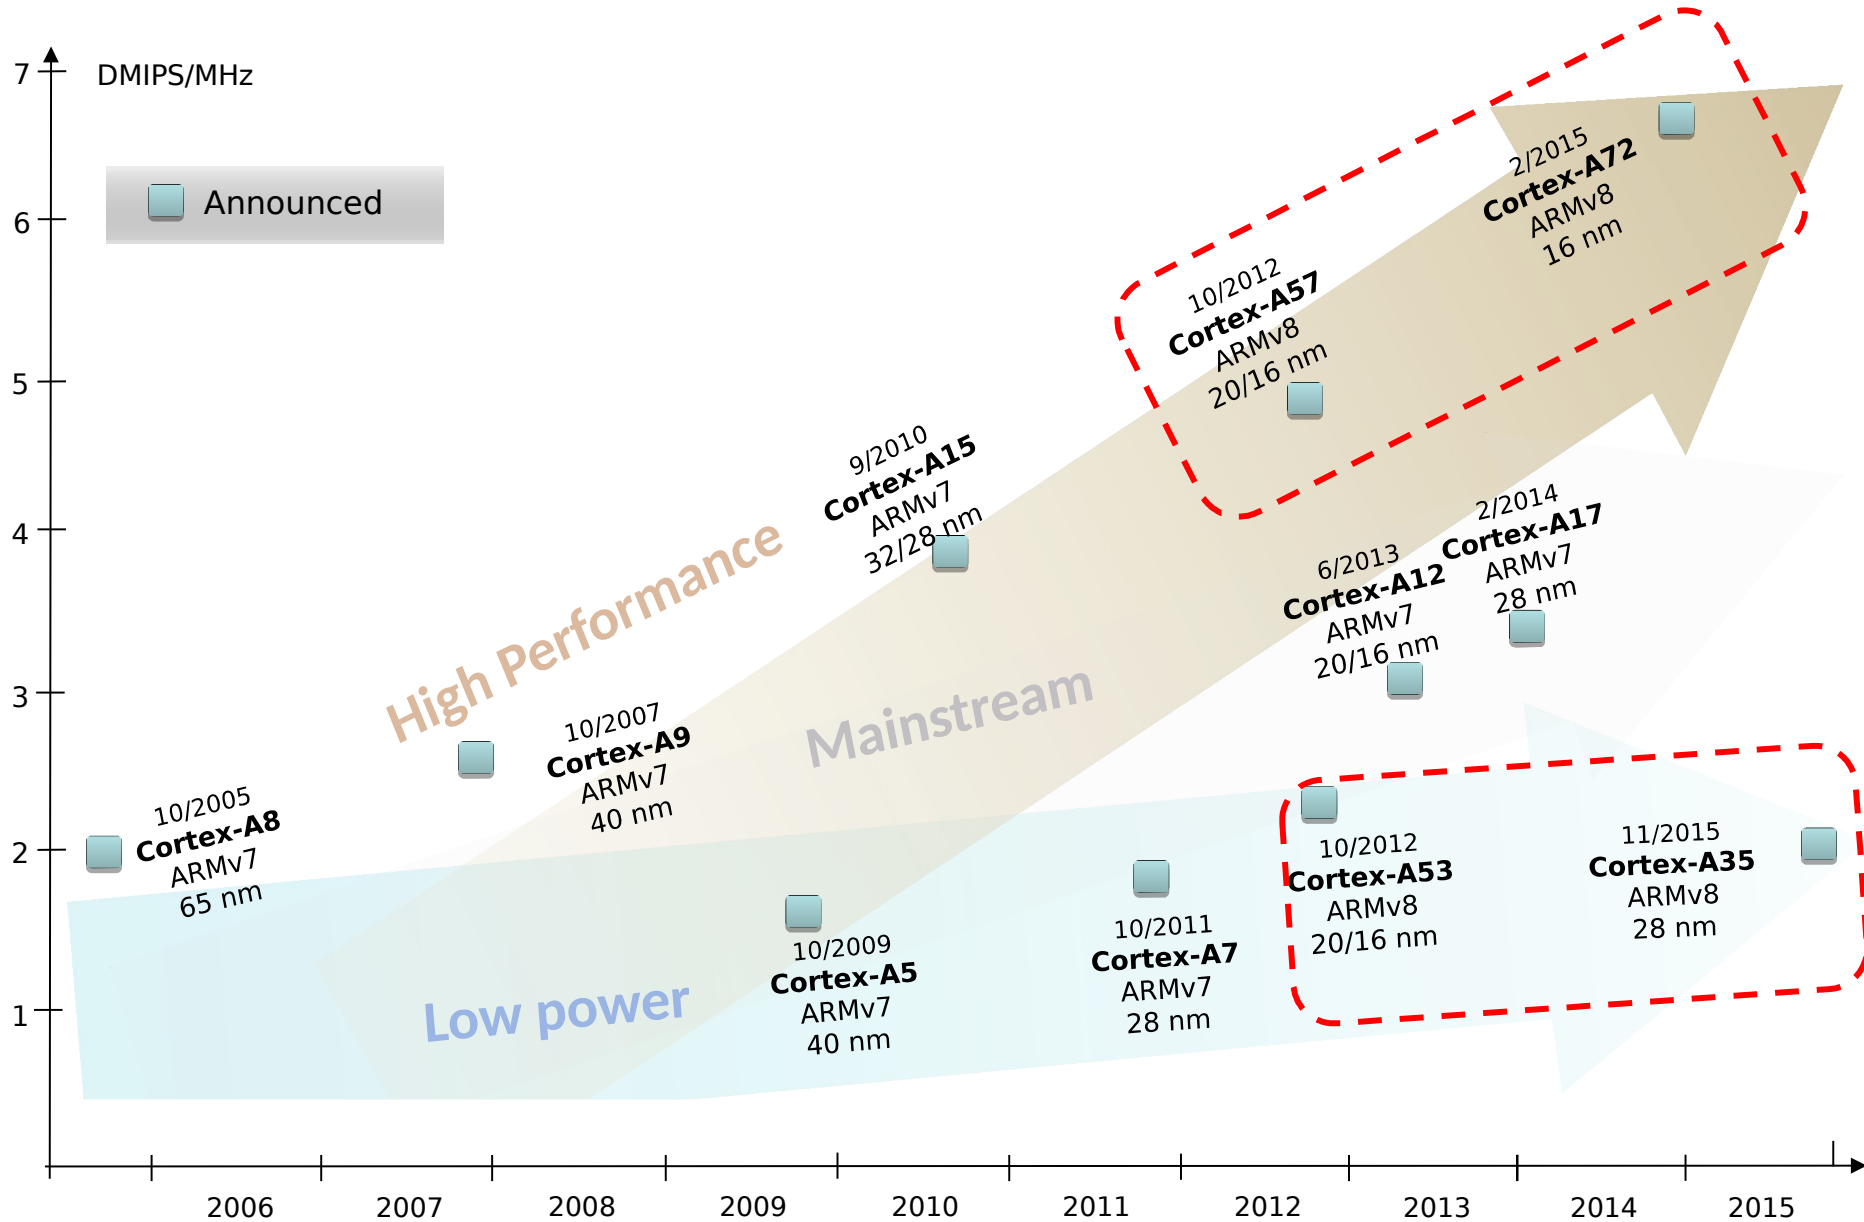 DMIPS/MHz
7
6
5
4
3
2
1
Announced
High Performance
Mainstream
Low power
10/2005
Cortex-A8
ARMv7
65 nm
10/2007
Cortex-A9
ARMv7
40 nm
9/2010
Cortex-A15
ARMv7
32/28 nm
10/2012
Cortex-A57
ARMv8
20/16 nm
2/2015
Cortex-A72
ARMv8
16 nm
6/2013
Cortex-A12
ARMv7
20/16 nm
2/2014
Cortex-A17
ARMv7
28 nm
10/2009
Cortex-A5
ARMv7
40 nm
10/2011
Cortex-A7
ARMv7
28 nm
10/2012
Cortex-A53
ARMv8
20/16 nm
11/2015
Cortex-A35
ARMv8
28 nm
2006 2007 2008 2009 2010 2011 2012 2013 2014 2015